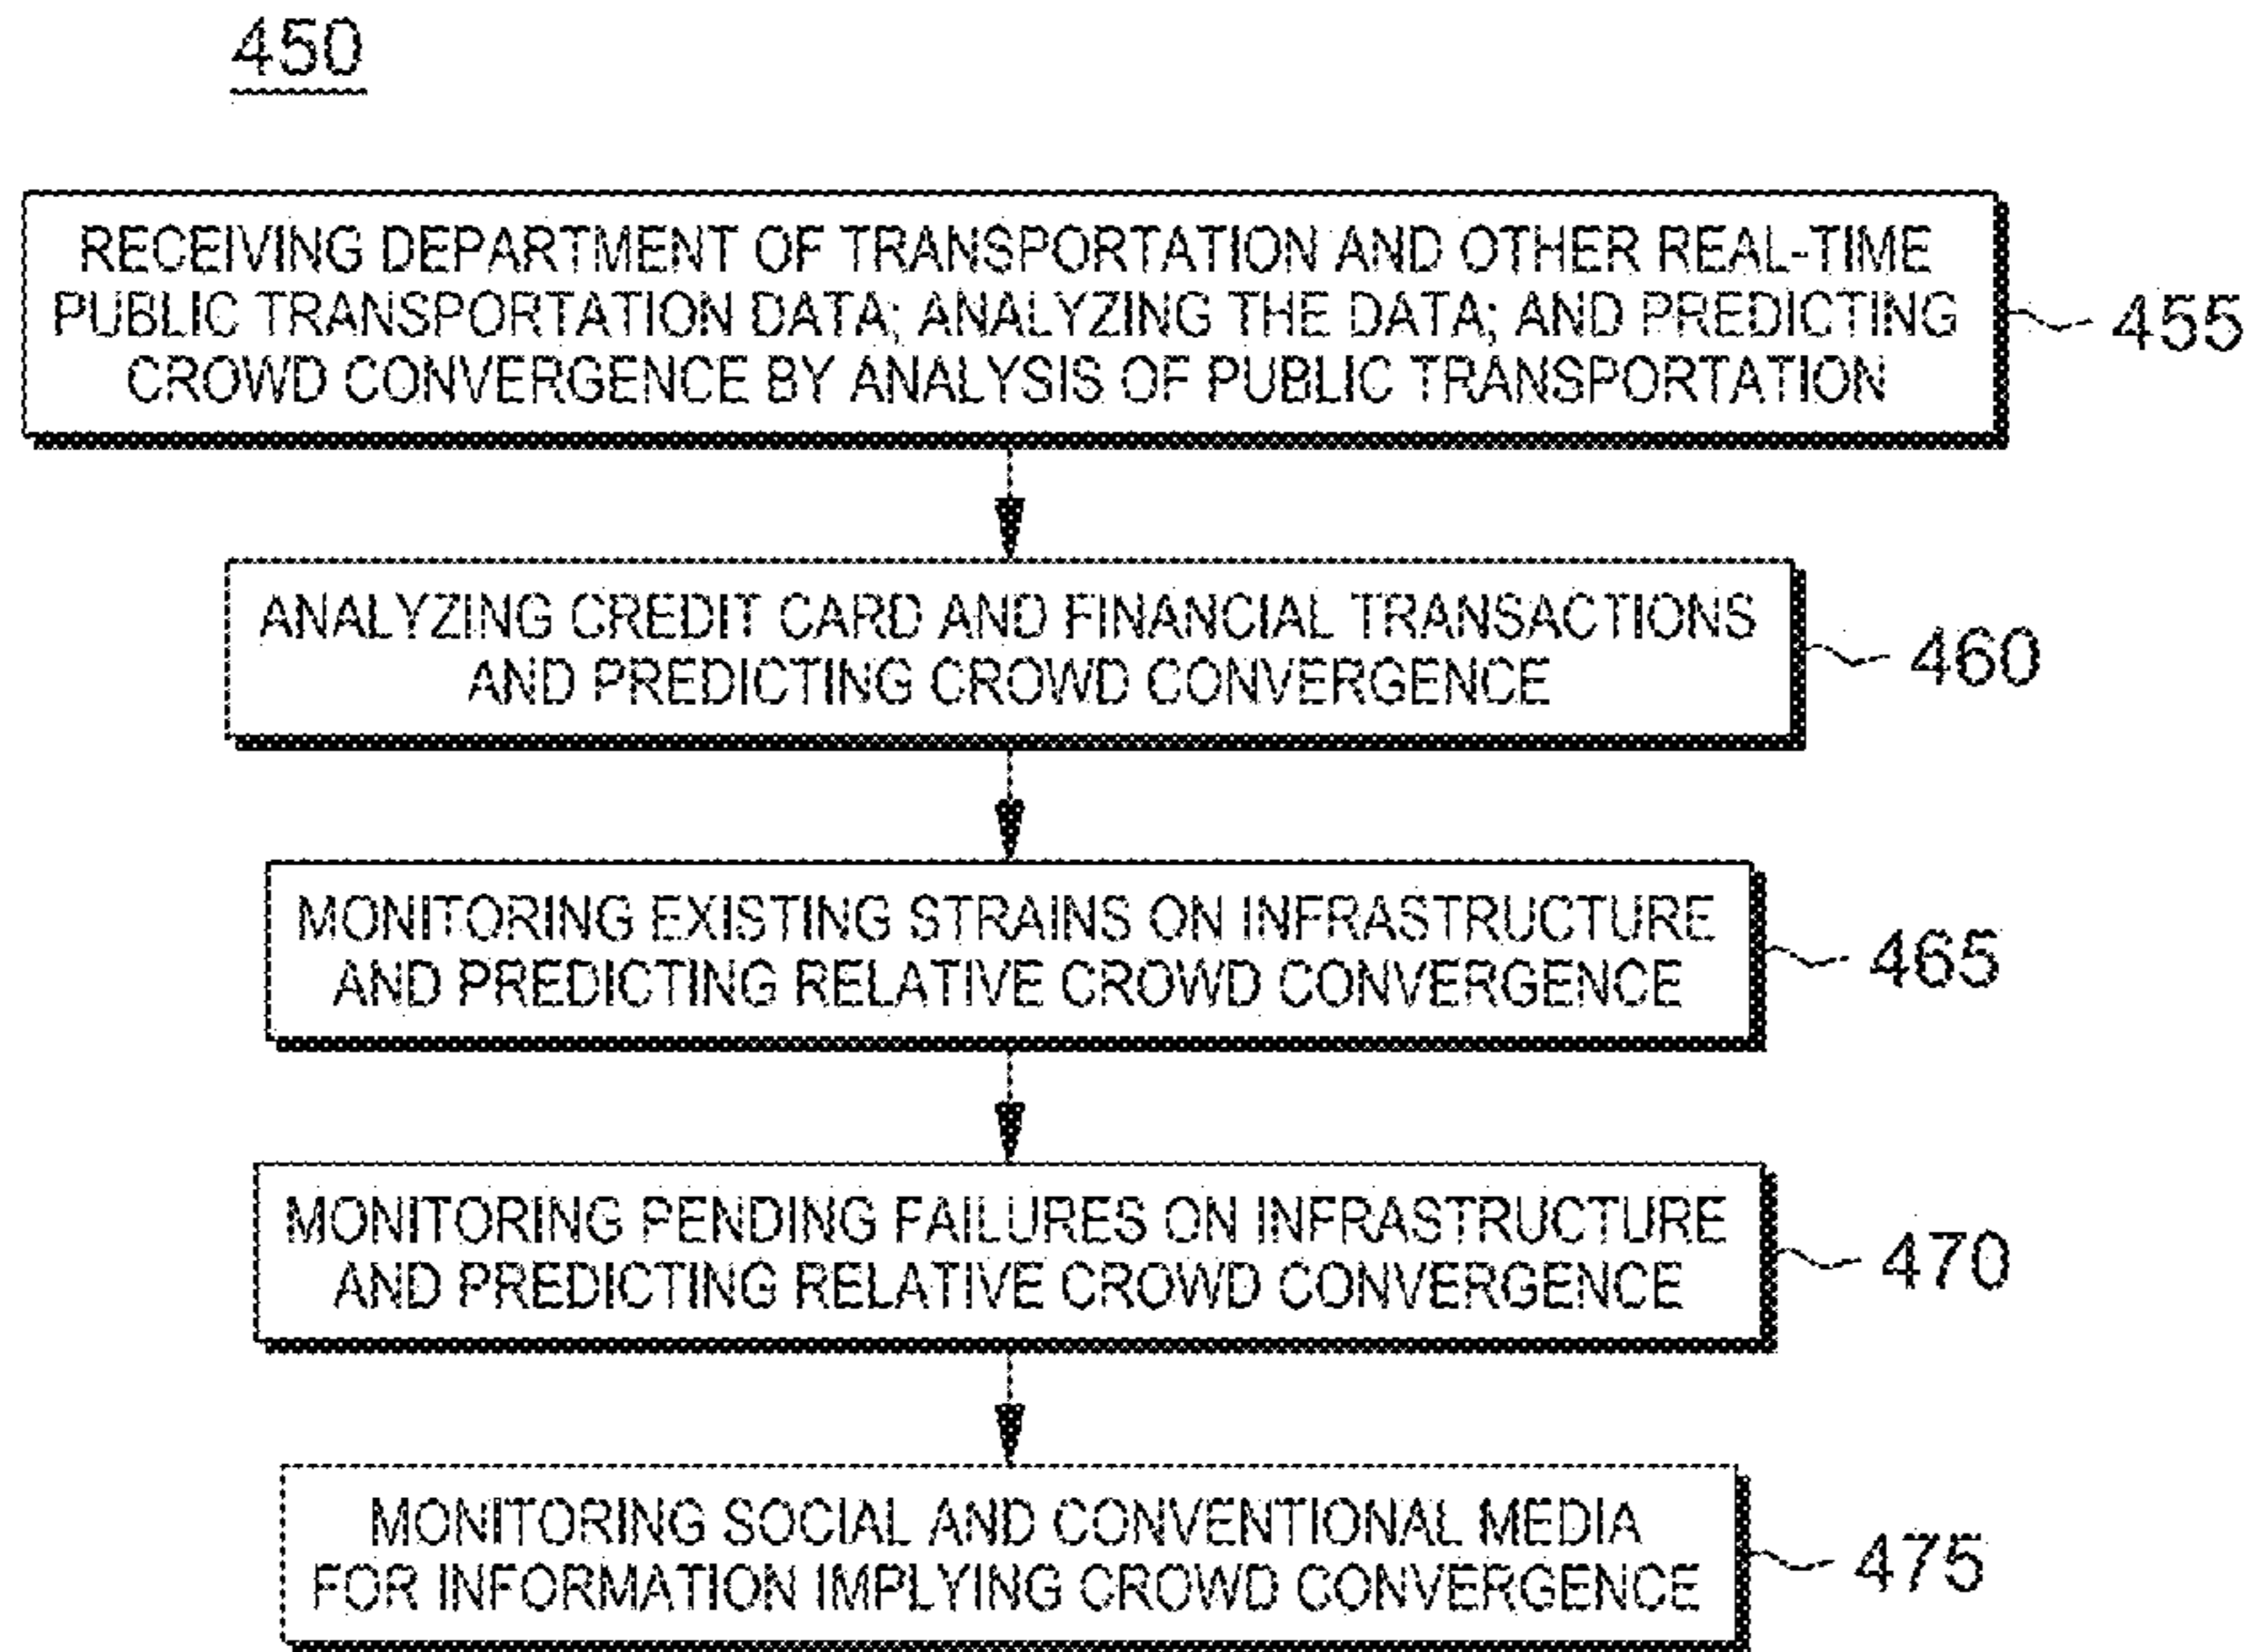 450
RECEIVING DEPARTMENT OF TRANSPORTATION AND OTHER REAL-TIME
PUBLIC TRANSPORTATION DATA; ANALYZING THE DATA; AND PREDICTING
CROWD CONVERGENCE BY ANALYSIS OF PUBLIC TRANSPORTATION
455
ANALYZING CREDIT CARD AND FINANCIAL TRANSACTIONS
AND PREDICTING CROWD CONVERGENCE
460
MONITORING EXISTING STRAINS ON INFRASTRUCTURE
AND PREDICTING RELATIVE CROWD CONVERGENCE
465
MONITORING PENDING FAILURES ON INFRASTRUCTURE
AND PREDICTING RELATIVE CROWD CONVERGENCE
470
MONITORING SOCIAL AND CONVENTIONAL MEDIA
FOR INFORMATION IMPLYING CROWD CONVERGENCE
475